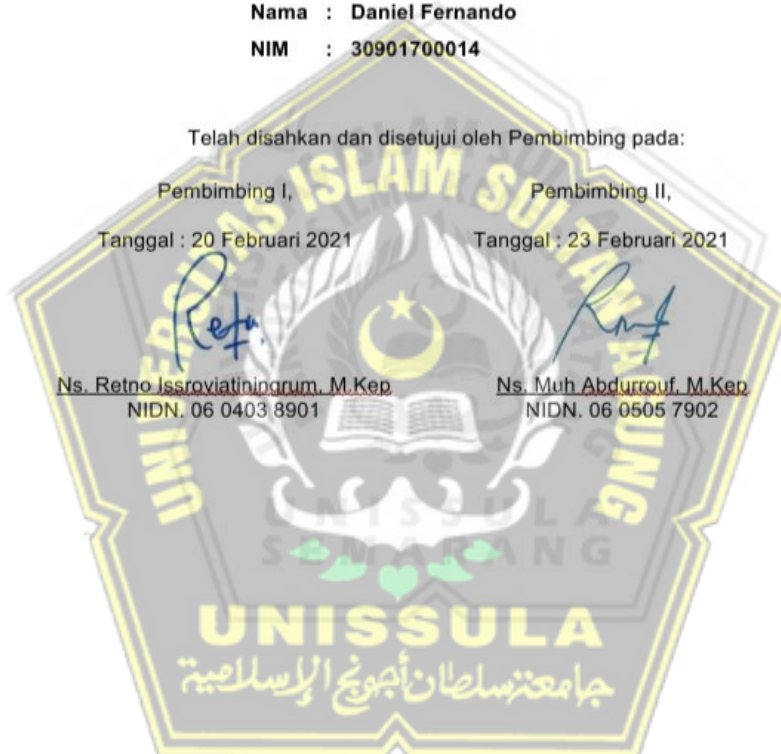 Nama : Daniel Fernando
NIM : 30901700014
Telah disahkan dan disetujui oleh Pembimbing pada:
Pembimbing I,
Pembimbing II,
Tanggal : 20 Februari 2021
Tanggal : 23 Februari 2021
Ns. Retno Issroviatiningrum, M.Kep
NIDN. 06 0403 8901
Ns. Muh Abdurrouf, M.Kep
NIDN. 06 0505 7902
UNIVERSITAS ISLAM SULTAN AGUNG
UNISSULA
SEMARANG
UNISSULA
جامعة سلطان أجونج الإسلامية